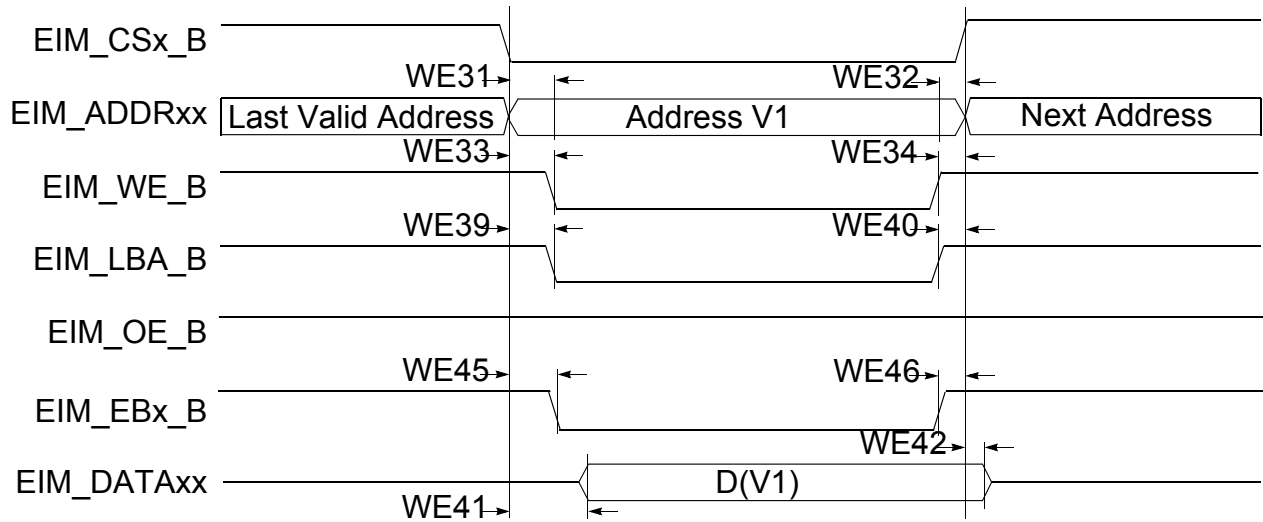 EIM_CSx_B
WE31 WE32
EIM_ADDRxx Last Valid Address Address V1 Next Address
WE33 WE34
EIM_WE_B
WE39 WE40
EIM_LBA_B
EIM_OE_B
WE45 WE46
EIM_EBx_B
WE42
EIM_DATAxx D(V1)
WE41